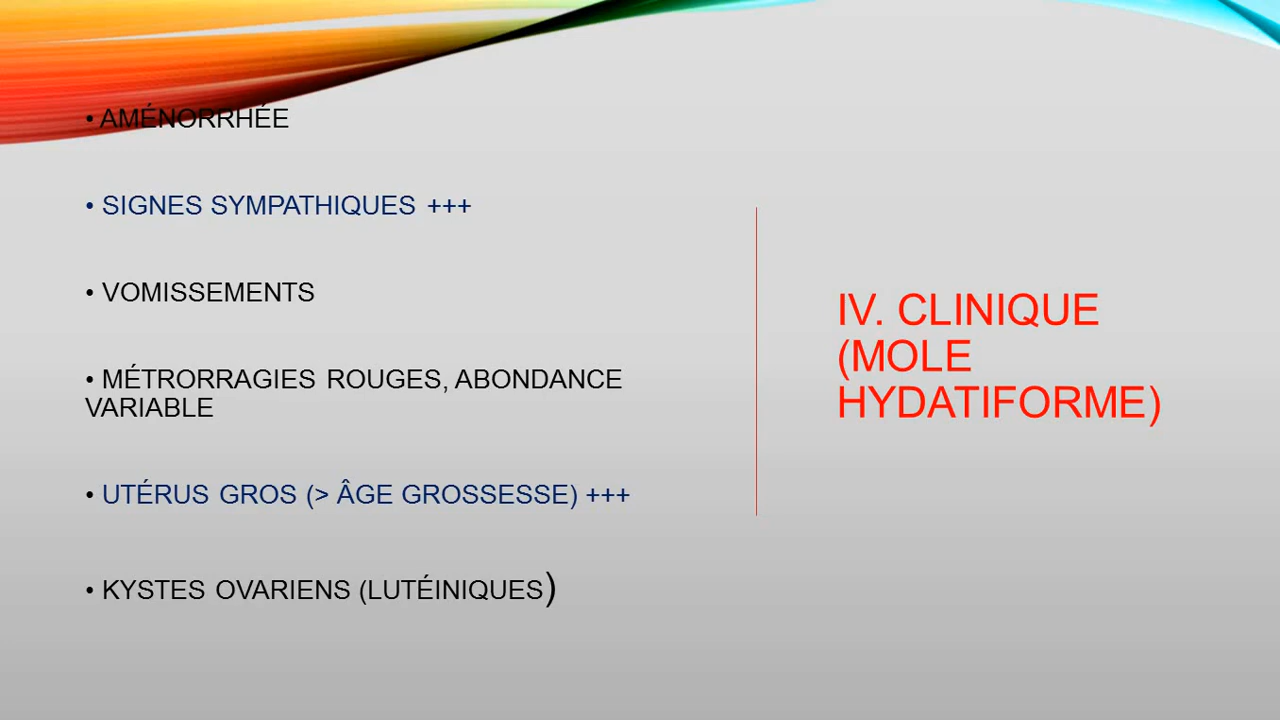 • AMÉNORRHÉE
• SIGNES SYMPATHIQUES +++
• VOMISSEMENTS
• MÉTRORRAGIES ROUGES, ABONDANCE
VARIABLE
• UTÉRUS GROS (> ÂGE GROSSESSE) +++
• KYSTES OVARIENS (LUTÉINIQUES)
IV. CLINIQUE
(MOLE
HYDATIFORME)